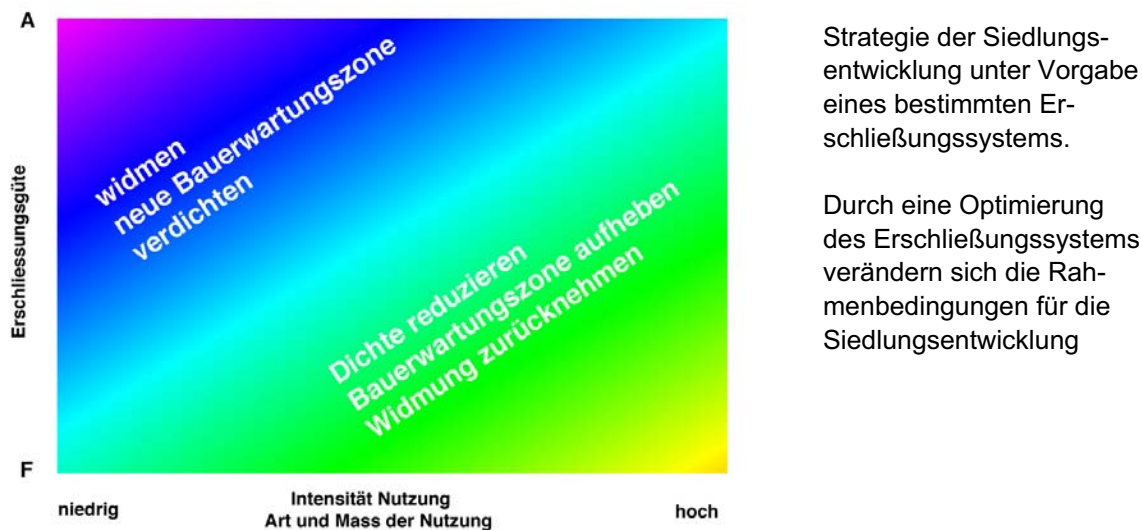 A
Erschliessungsgüte
F
widmen
neue Bauerwartungszone
verdichten
Dichte reduzieren
Bauerwartungszone aufheben
Widmung zurücknehmen
niedrig
Intensität Nutzung
Art und Mass der Nutzung
hoch
Strategie der Siedlungs-
entwicklung unter Vorgabe
eines bestimmten Er-
schließungssystems.
Durch eine Optimierung
des Erschließungssystems
verändern sich die Rah-
menbedingungen für die
Siedlungsentwicklung